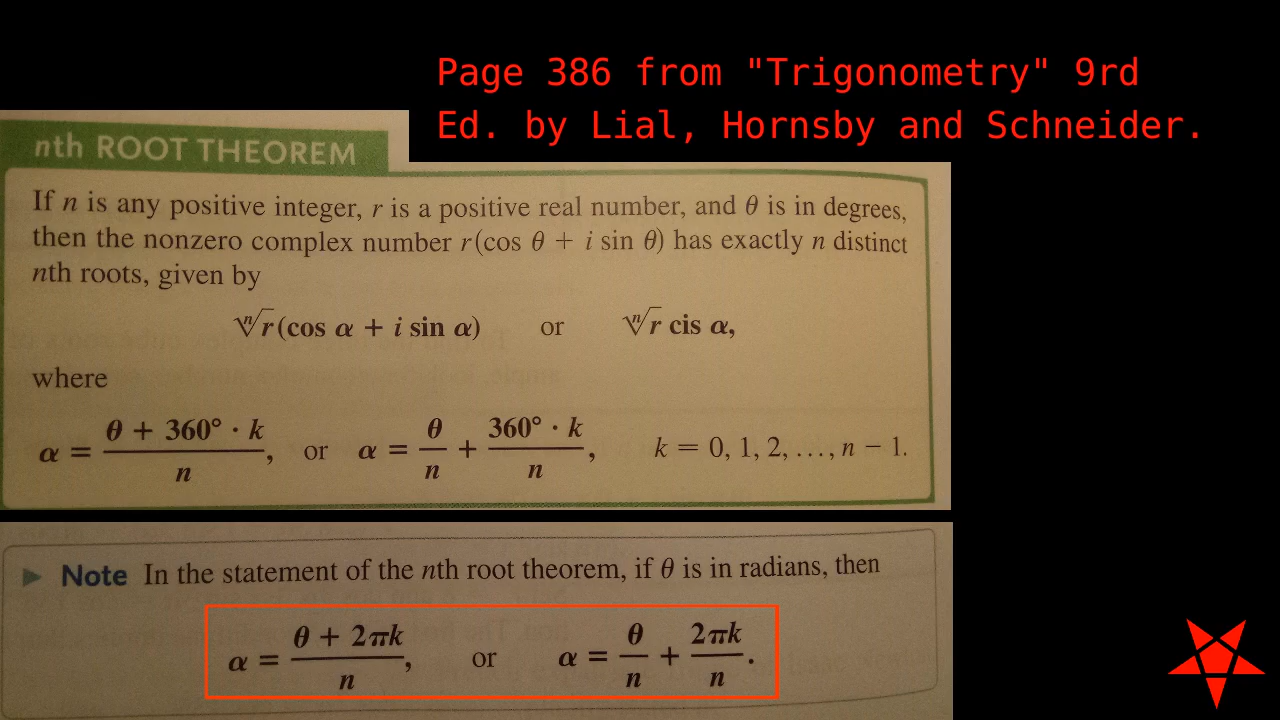 Page 386 from "Trigonometry" 9rd
Ed. by Lial, Hornsby and Schneider.
nth ROOT THEOREM
If n is any positive integer, r is a positive real number, and θ is in degrees,
then the nonzero complex number r(cos θ + i sin θ) has exactly n distinct
nth roots, given by
ⁿ√r(cos α + i sin α) or ⁿ√r cis α,
where
α = (θ + 360° · k)/n, or α = θ/n + (360° · k)/n, k = 0, 1, 2, . . . , n − 1.
► Note In the statement of the nth root theorem, if θ is in radians, then
α = (θ + 2πk)/n, or α = θ/n + 2πk/n.